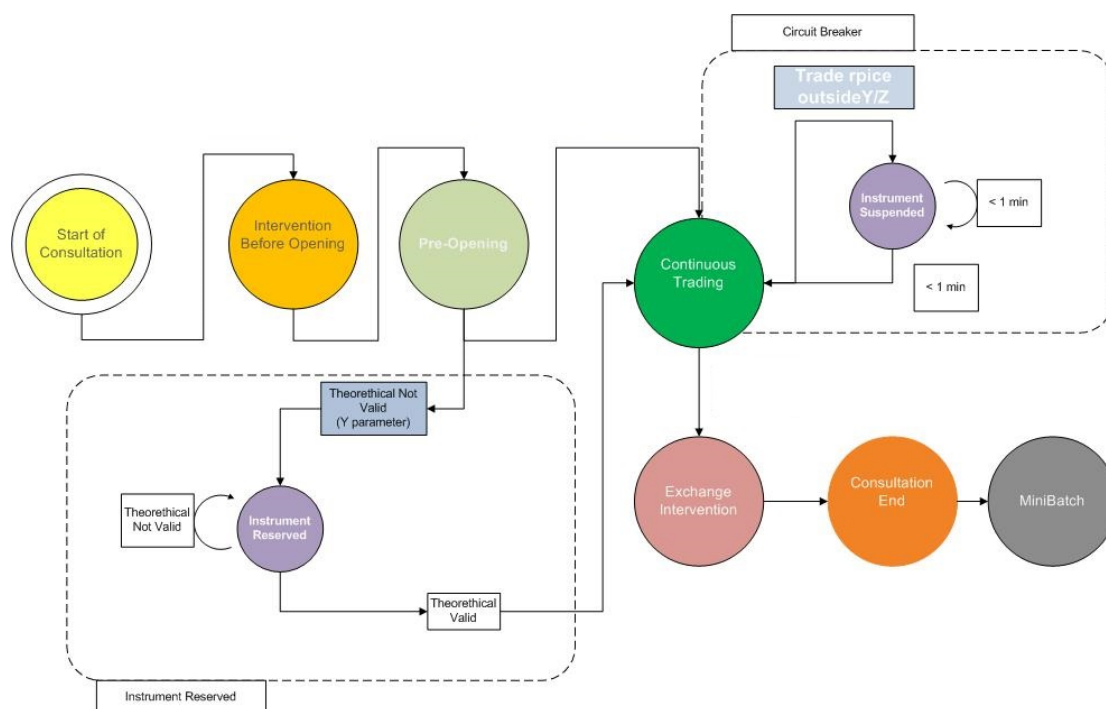 Circuit Breaker
Trade rpice
outsideY/Z
Instrument
Suspended
< 1 min
< 1 min
Start of
Consultation
Intervention
Before Opening
Pre-Opening
Continuous
Trading
Theorethical Not
Valid
(Y parameter)
Theorethical
Not Valid
Instrument
Reserved
Theorethical
Valid
Exchange
Intervention
Consultation
End
MiniBatch
Instrument Reserved